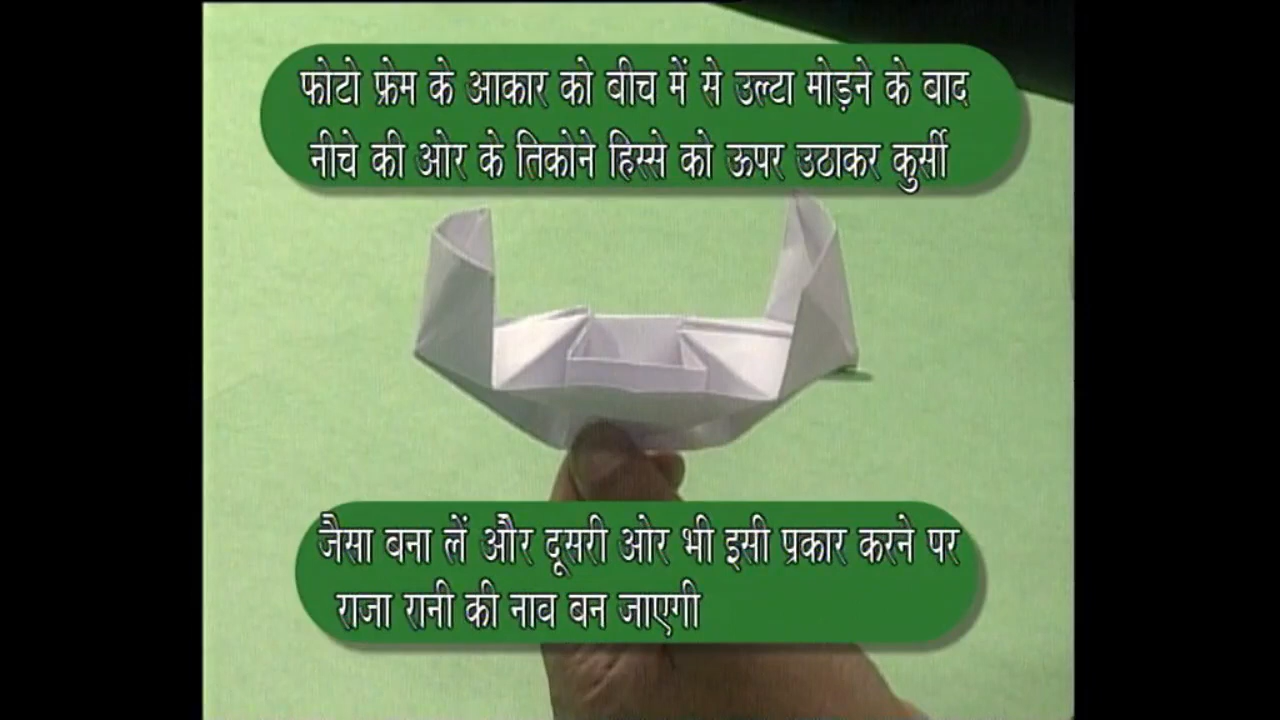 फोटो फ्रेम के आकार को बीच में से उल्टा मोड़ने के बाद
नीचे की ओर के तिकोने हिस्से को ऊपर उठाकर कुर्सी
जैसा बना लें और दूसरी ओर भी इसी प्रकार करने पर
राजा रानी की नाव बन जाएगी